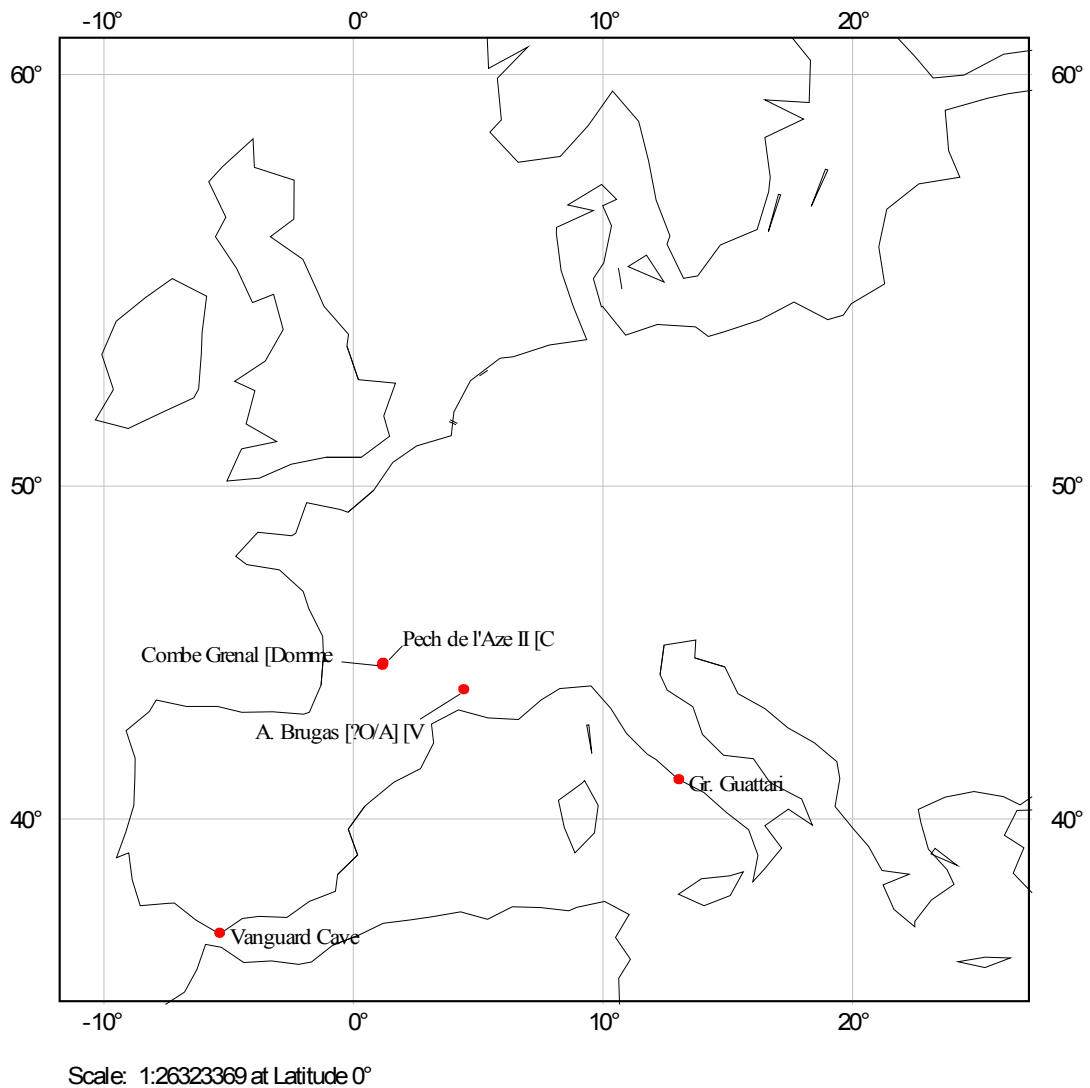 -10° 0° 10° 20°
60° 60°
50° 50°
Pech de l'Aze II [C
Combe Grenal [Domme
A. Brugas [?O/A] [V
Gr. Guattari
40° 40°
Vanguard Cave
-10° 0° 10° 20°
Scale: 1:26323369 at Latitude 0°